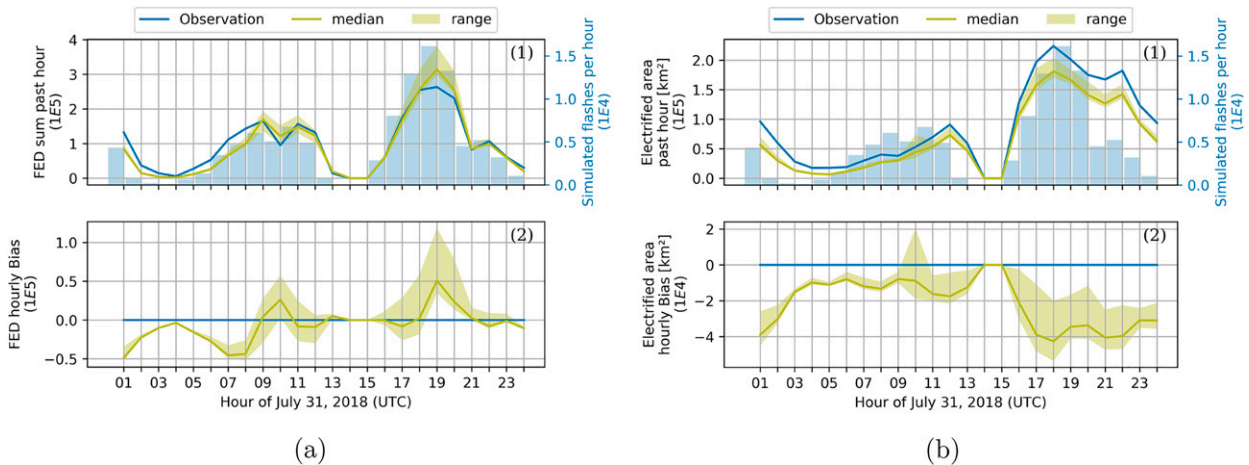 Observation median range
(1)
FED sum past hour
(1E5)
4
3
2
1
0
1.5
1.0
0.5
0.0
Simulated flashes per hour
(1E4)
(2)
FED hourly Bias
(1E5)
1.0
0.5
0.0
−0.5
01 03 05 07 09 11 13 15 17 19 21 23
Hour of July 31, 2018 (UTC)
(a)
Observation median range
(1)
Electrified area
past hour [km²]
(1E5)
2.0
1.5
1.0
0.5
0.0
1.5
1.0
0.5
0.0
Simulated flashes per hour
(1E4)
(2)
Electrified area
hourly Bias [km²]
(1E4)
2
0
−2
−4
01 03 05 07 09 11 13 15 17 19 21 23
Hour of July 31, 2018 (UTC)
(b)